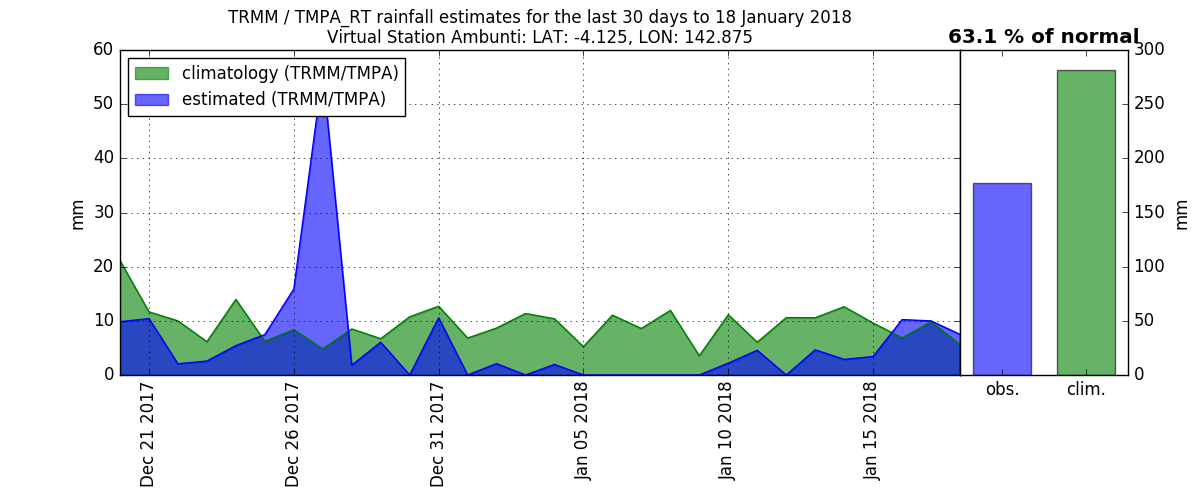 TRMM / TMPA_RT rainfall estimates for the last 30 days to 18 January 2018
Virtual Station Ambunti: LAT: -4.125, LON: 142.875
63.1 % of normal
climatology (TRMM/TMPA)
estimated (TRMM/TMPA)
60
50
40
30
20
10
0
mm
Dec 21 2017
Dec 26 2017
Dec 31 2017
Jan 05 2018
Jan 10 2018
Jan 15 2018
300
250
200
150
100
50
0
mm
obs.
clim.